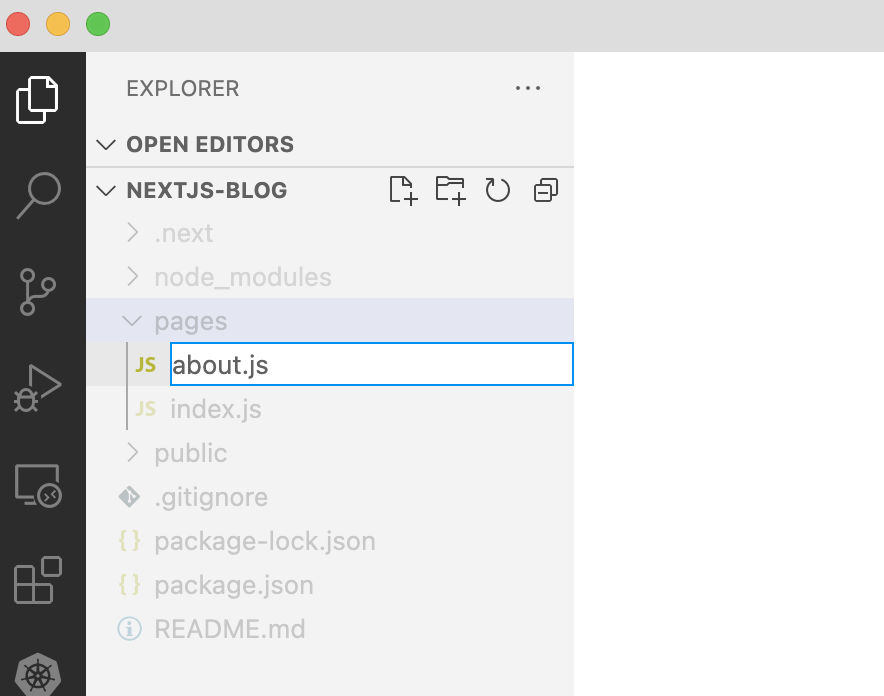 EXPLORER
OPEN EDITORS
NEXTJS-BLOG
.next
node_modules
pages
JS about.js
JS index.js
public
.gitignore
{ } package-lock.json
{ } package.json
README.md